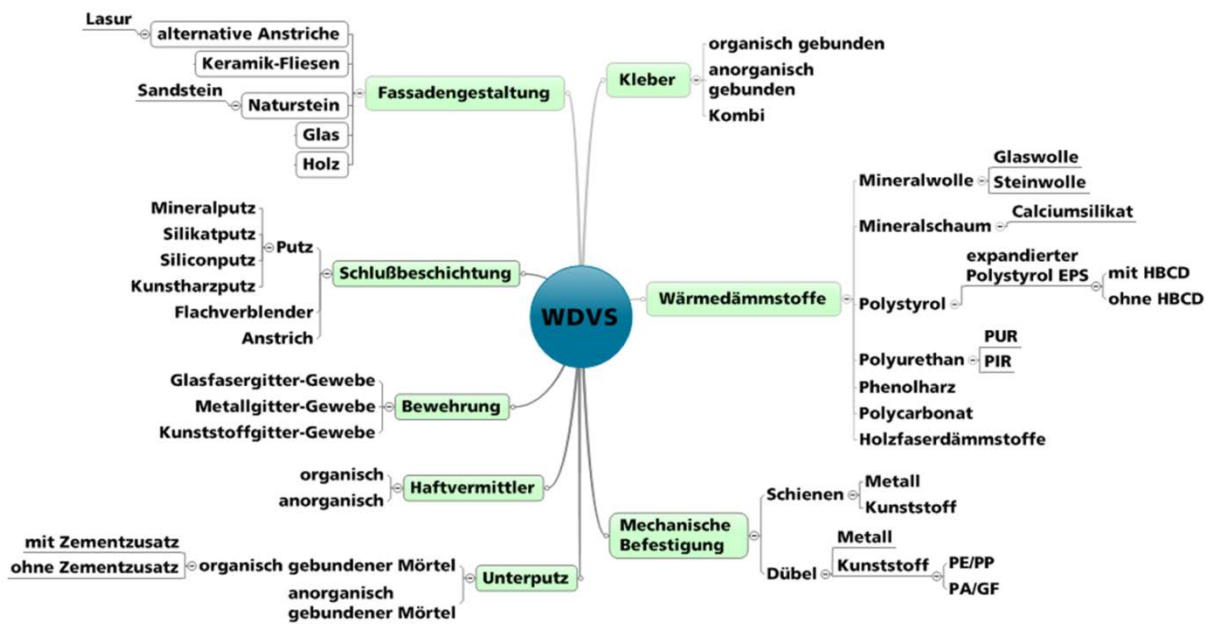 WDVS
Kleber
organisch gebunden
anorganisch
gebunden
Kombi
Wärmedämmstoffe
Mineralwolle
Glaswolle
Steinwolle
Mineralschaum
Calciumsilikat
Polystyrol
expandierter
Polystyrol EPS
mit HBCD
ohne HBCD
Polyurethan
PUR
PIR
Phenolharz
Polycarbonat
Holzfaserdämmstoffe
Mechanische
Befestigung
Schienen
Metall
Kunststoff
Dübel
Metall
Kunststoff
PE/PP
PA/GF
Fassadengestaltung
alternative Anstriche
Lasur
Keramik-Fliesen
Naturstein
Sandstein
Glas
Holz
Schlußbeschichtung
Putz
Mineralputz
Silikatputz
Siliconputz
Kunstharzputz
Flachverblender
Anstrich
Bewehrung
Glasfasergitter-Gewebe
Metallgitter-Gewebe
Kunststoffgitter-Gewebe
Haftvermittler
organisch
anorganisch
Unterputz
organisch gebundener Mörtel
mit Zementzusatz
ohne Zementzusatz
anorganisch
gebundener Mörtel